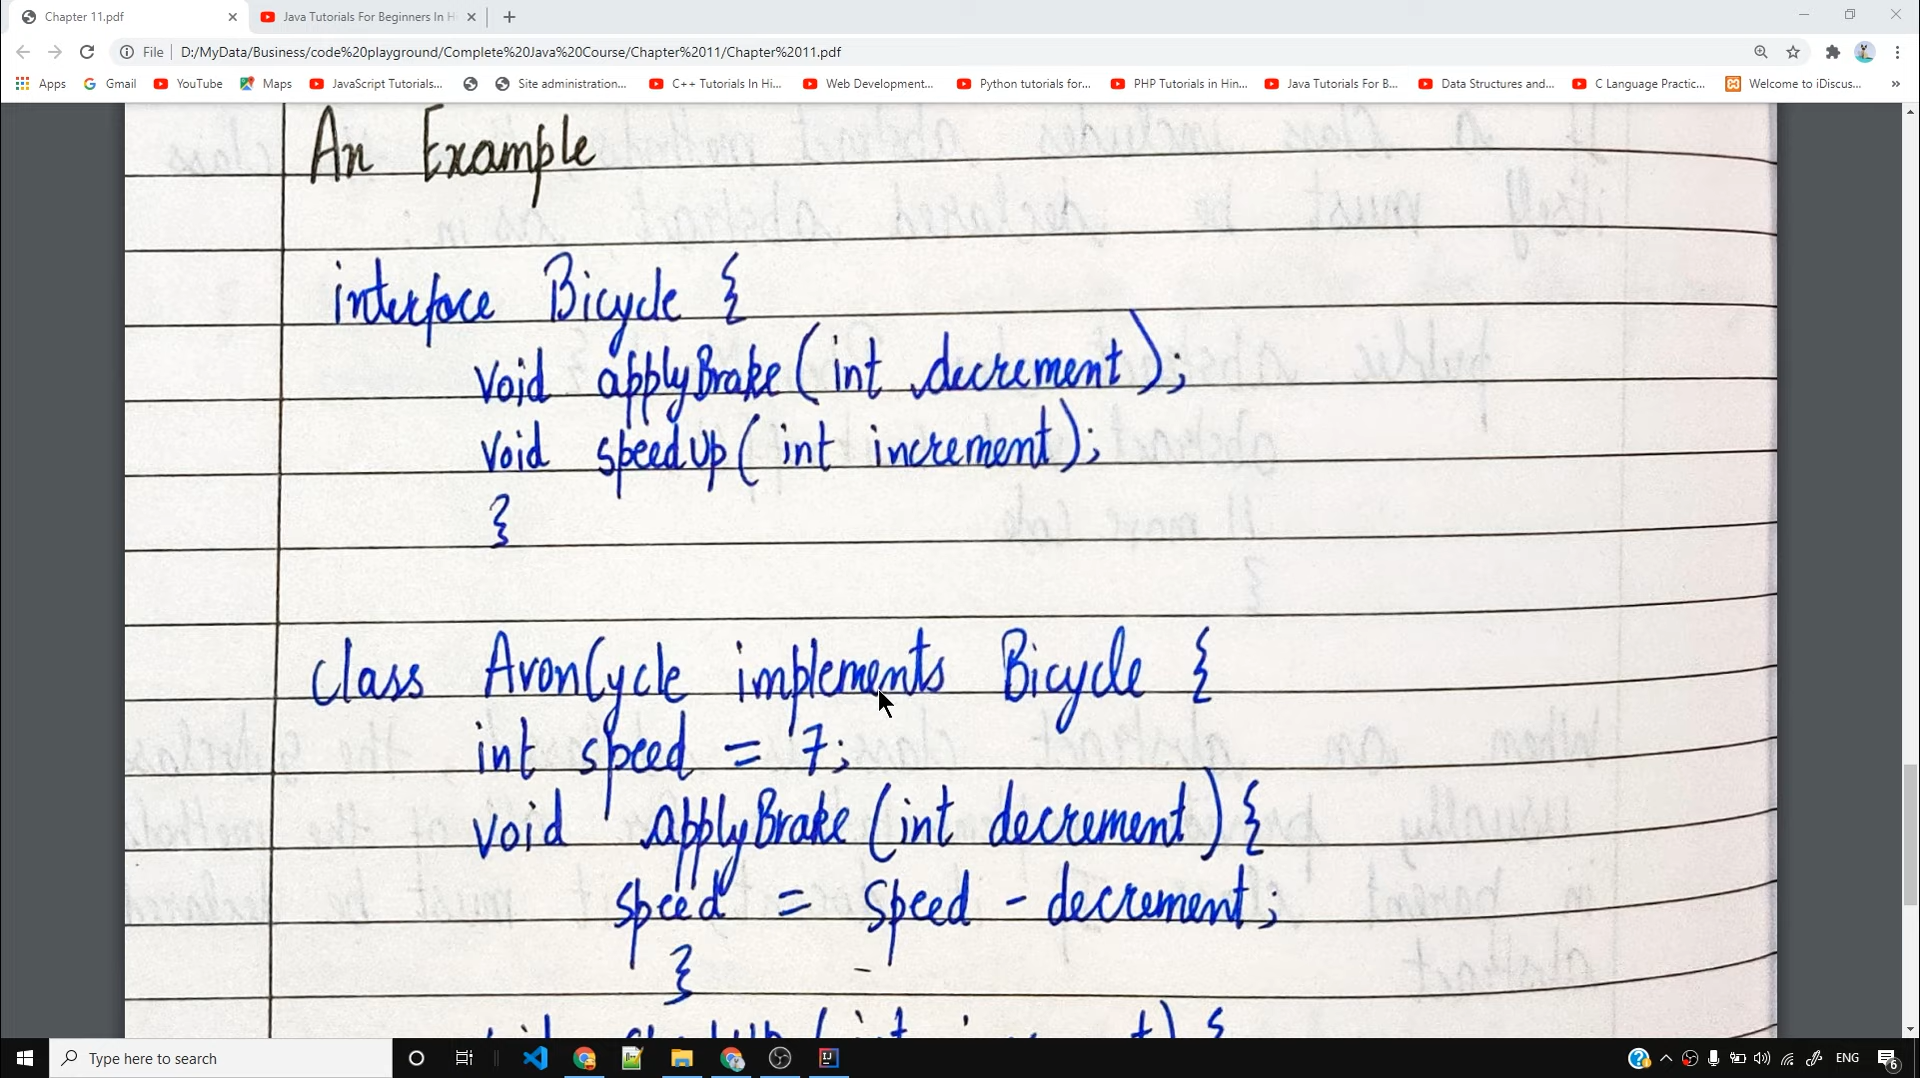 Chapter 11.pdf
Java Tutorials For Beginners In H
File
D:/MyData/Business/code%20playground/Complete%20Java%20Course/Chapter%2011/Chapter%2011.pdf
Apps
Gmail
YouTube
Maps
JavaScript Tutorials...
Site administration...
C++ Tutorials In Hi...
Web Development...
Python tutorials for...
PHP Tutorials in Hin...
Java Tutorials For B...
Data Structures and...
C Language Practic...
Welcome to iDiscus...
An Example
interface Bicycle {
void applyBrake(int decrement);
void speedUp(int increment);
}
class AvonCycle implements Bicycle {
int speed = 7;
void applyBrake(int decrement){
speed = speed - decrement;
}
Type here to search
ENG
6